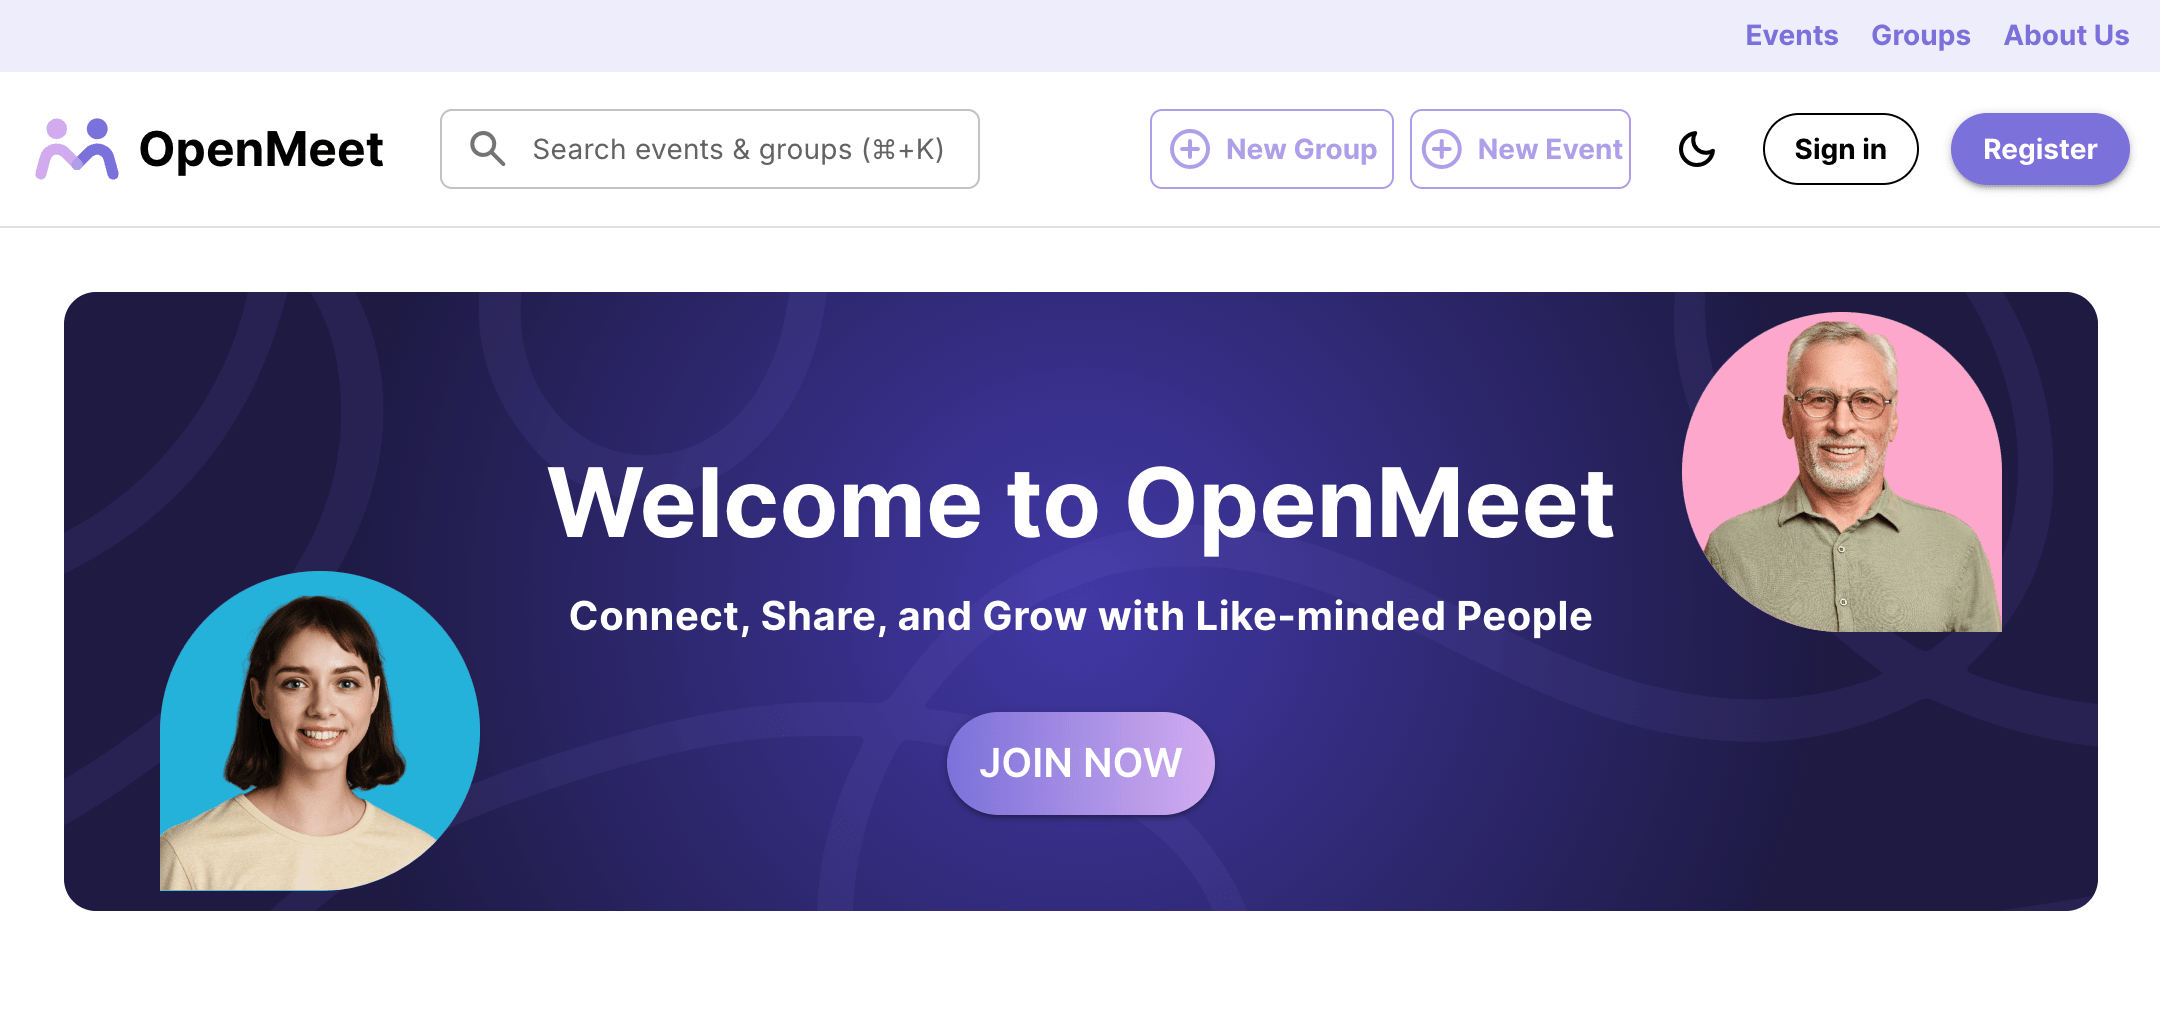 Events Groups About Us
OpenMeet
Search events & groups (⌘+K)
New Group
New Event
Sign in
Register
Welcome to OpenMeet
Connect, Share, and Grow with Like-minded People
JOIN NOW